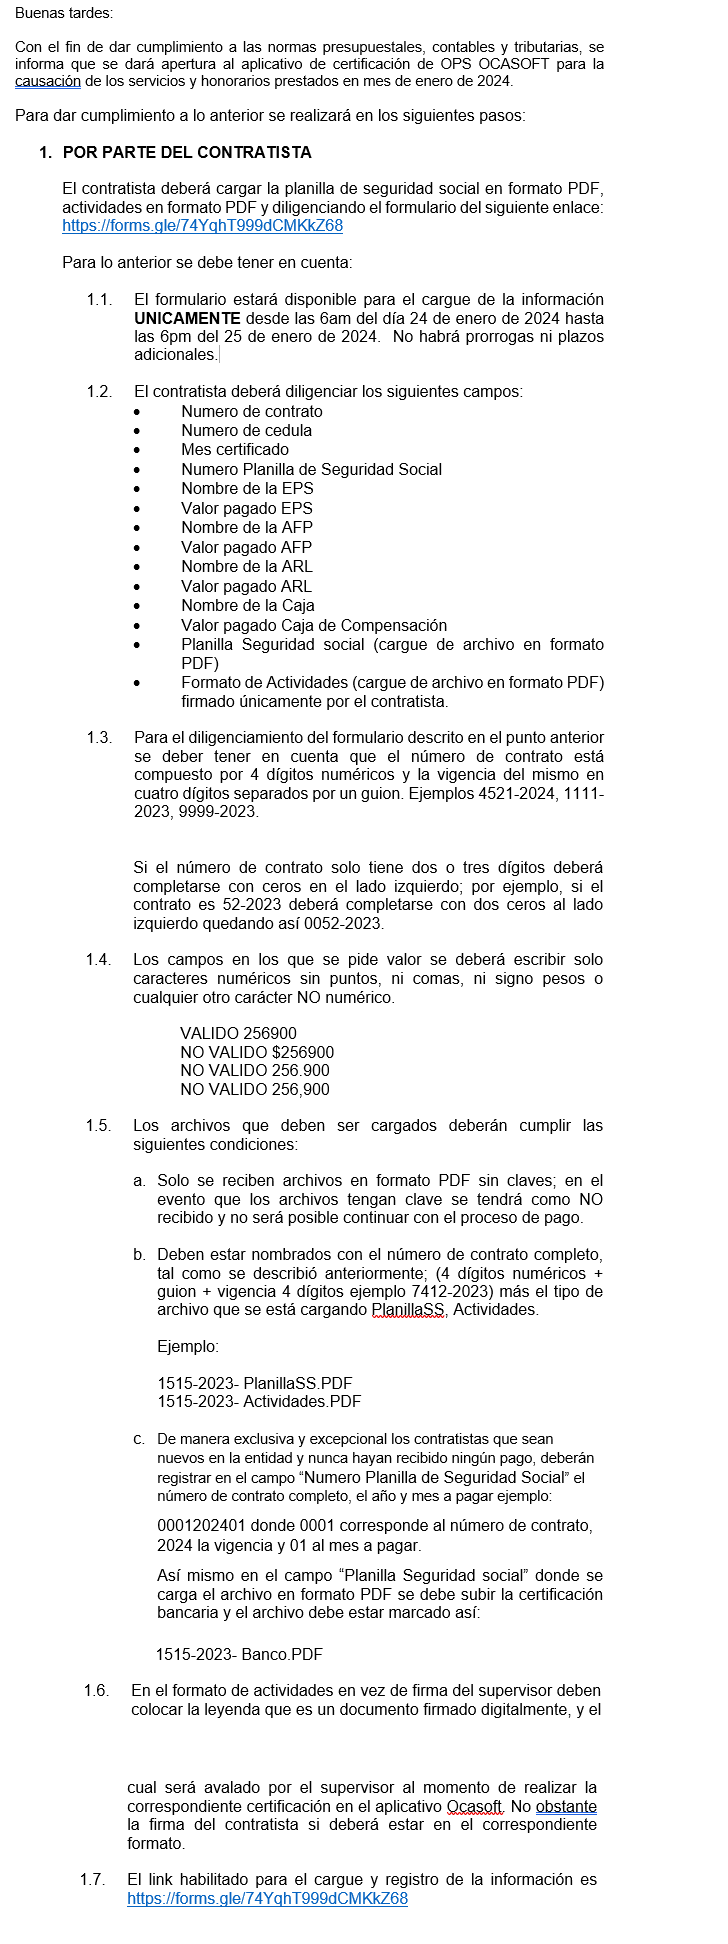 Buenas tardes:
Con el fin de dar cumplimiento a las normas presupuestales, contables y tributarias, se
informa que se dará apertura al aplicativo de certificación de OPS OCASOFT para la
causación de los servicios y honorarios prestados en mes de enero de 2024.
Para dar cumplimiento a lo anterior se realizará en los siguientes pasos:
1. POR PARTE DEL CONTRATISTA
El contratista deberá cargar la planilla de seguridad social en formato PDF,
actividades en formato PDF y diligenciando el formulario del siguiente enlace:
https://forms.gle/74YqhT999dCMKkZ68
Para lo anterior se debe tener en cuenta:
1.1. El formulario estará disponible para el cargue de la información
UNICAMENTE desde las 6am del día 24 de enero de 2024 hasta
las 6pm del 25 de enero de 2024. No habrá prorrogas ni plazos
adicionales.
1.2. El contratista deberá diligenciar los siguientes campos:
• Numero de contrato
• Numero de cedula
• Mes certificado
• Numero Planilla de Seguridad Social
• Nombre de la EPS
• Valor pagado EPS
• Nombre de la AFP
• Valor pagado AFP
• Nombre de la ARL
• Valor pagado ARL
• Nombre de la Caja
• Valor pagado Caja de Compensación
• Planilla Seguridad social (cargue de archivo en formato
PDF)
• Formato de Actividades (cargue de archivo en formato PDF)
firmado únicamente por el contratista.
1.3. Para el diligenciamiento del formulario descrito en el punto anterior
se deber tener en cuenta que el número de contrato está
compuesto por 4 dígitos numéricos y la vigencia del mismo en
cuatro dígitos separados por un guion. Ejemplos 4521-2024, 1111-
2023, 9999-2023.
Si el número de contrato solo tiene dos o tres dígitos deberá
completarse con ceros en el lado izquierdo; por ejemplo, si el
contrato es 52-2023 deberá completarse con dos ceros al lado
izquierdo quedando así 0052-2023.
1.4. Los campos en los que se pide valor se deberá escribir solo
caracteres numéricos sin puntos, ni comas, ni signo pesos o
cualquier otro carácter NO numérico.
VALIDO 256900
NO VALIDO $256900
NO VALIDO 256.900
NO VALIDO 256,900
1.5. Los archivos que deben ser cargados deberán cumplir las
siguientes condiciones:
a. Solo se reciben archivos en formato PDF sin claves; en el
evento que los archivos tengan clave se tendrá como NO
recibido y no será posible continuar con el proceso de pago.
b. Deben estar nombrados con el número de contrato completo,
tal como se describió anteriormente; (4 dígitos numéricos +
guion + vigencia 4 dígitos ejemplo 7412-2023) más el tipo de
archivo que se está cargando PlanillaSS, Actividades.
Ejemplo:
1515-2023- PlanillaSS.PDF
1515-2023- Actividades.PDF
c. De manera exclusiva y excepcional los contratistas que sean
nuevos en la entidad y nunca hayan recibido ningún pago, deberán
registrar en el campo “Numero Planilla de Seguridad Social” el
número de contrato completo, el año y mes a pagar ejemplo:
0001202401 donde 0001 corresponde al número de contrato,
2024 la vigencia y 01 al mes a pagar.
Así mismo en el campo “Planilla Seguridad social” donde se
carga el archivo en formato PDF se debe subir la certificación
bancaria y el archivo debe estar marcado así:
1515-2023- Banco.PDF
1.6. En el formato de actividades en vez de firma del supervisor deben
colocar la leyenda que es un documento firmado digitalmente, y el
cual será avalado por el supervisor al momento de realizar la
correspondiente certificación en el aplicativo Ocasoft. No obstante
la firma del contratista si deberá estar en el correspondiente
formato.
1.7. El link habilitado para el cargue y registro de la información es
https://forms.gle/74YqhT999dCMKkZ68